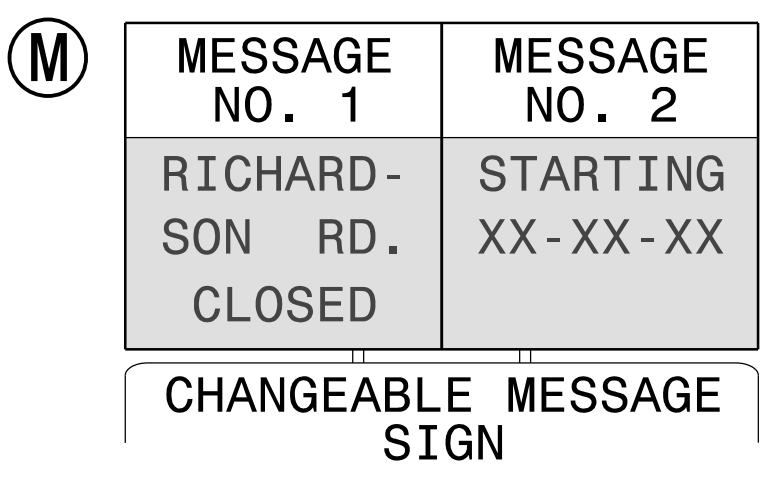 M
MESSAGE NO. 1
MESSAGE NO. 2
RICHARD-
SON RD.
CLOSED
STARTING
XX-XX-XX
CHANGEABLE MESSAGE
SIGN